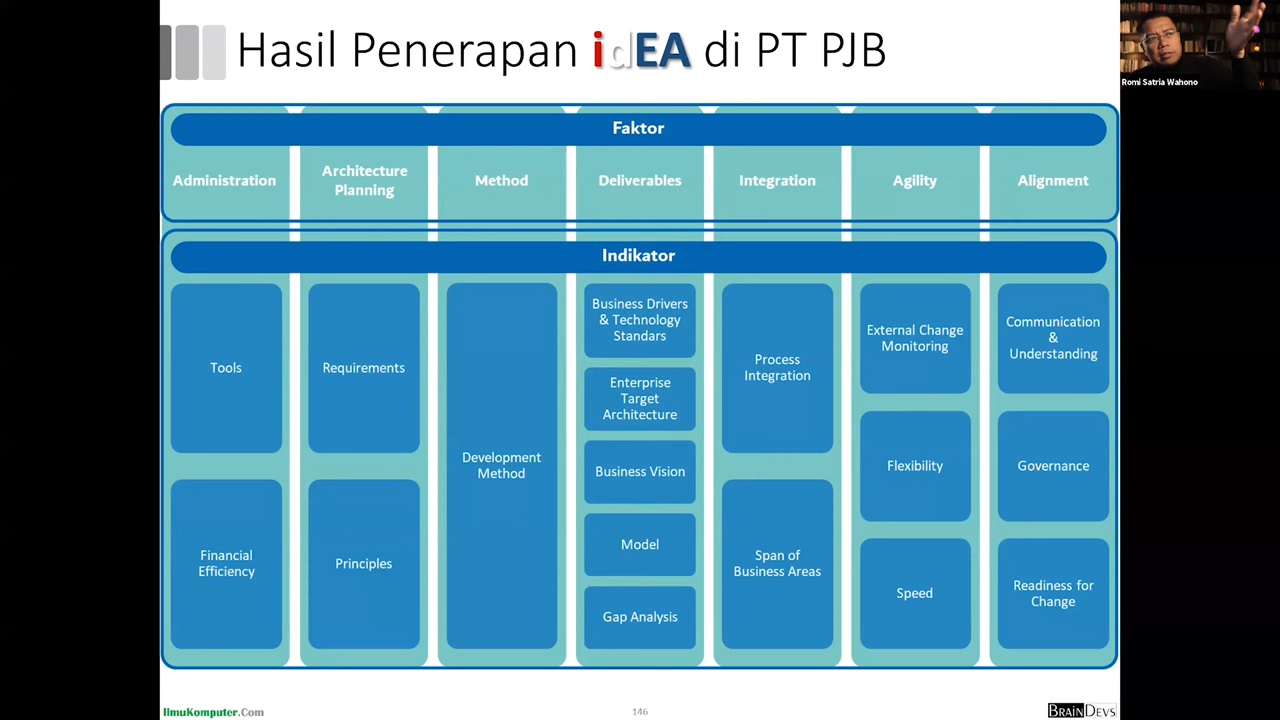 Hasil Penerapan idEA di PT PJB
Romi Satria Wahono
Faktor
Administration
Architecture
Planning
Method
Deliverables
Integration
Agility
Alignment
Indikator
Tools
Financial
Efficiency
Requirements
Principles
Development
Method
Business Drivers
& Technology
Standars
Enterprise
Target
Architecture
Business Vision
Model
Gap Analysis
Process
Integration
Span of
Business Areas
External Change
Monitoring
Flexibility
Speed
Communication
&
Understanding
Governance
Readiness for
Change
IlmuKomputer.Com
146
BRAINDEVS